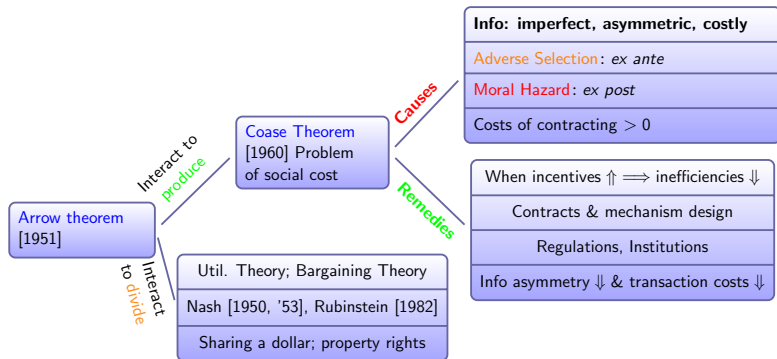 Arrow theorem
[1951]
Interact to
produce
Interact
to divide
Coase Theorem
[1960] Problem
of social cost
Util. Theory; Bargaining Theory
Nash [1950, '53], Rubinstein [1982]
Sharing a dollar; property rights
Causes
Remedies
Info: imperfect, asymmetric, costly
Adverse Selection: ex ante
Moral Hazard: ex post
Costs of contracting > 0
When incentives ⇑ ⟹ inefficiencies ⇓
Contracts & mechanism design
Regulations, Institutions
Info asymmetry ⇓ & transaction costs ⇓